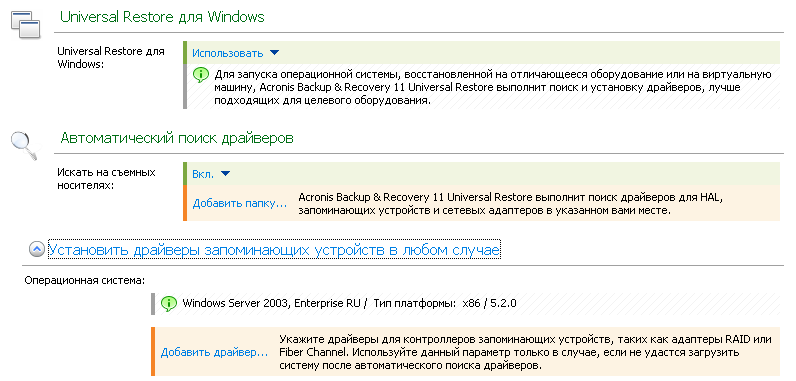 Universal Restore для Windows
Universal Restore для
Windows:
Использовать
Для запуска операционной системы, восстановленной на отличающееся оборудование или на виртуальную
машину, Acronis Backup & Recovery 11 Universal Restore выполнит поиск и установку драйверов, лучше
подходящих для целевого оборудования.
Автоматический поиск драйверов
Искать на съемных
носителях:
Вкл.
Добавить папку...
Acronis Backup & Recovery 11 Universal Restore выполнит поиск драйверов для HAL,
запоминающих устройств и сетевых адаптеров в указанном вами месте.
Установить драйверы запоминающих устройств в любом случае
Операционная система:
Windows Server 2003, Enterprise RU / Тип платформы: x86 / 5.2.0
Добавить драйвер...
Укажите драйверы для контроллеров запоминающих устройств, таких как адаптеры RAID или
Fiber Channel. Используйте данный параметр только в случае, если не удастся загрузить
систему после автоматического поиска драйверов.